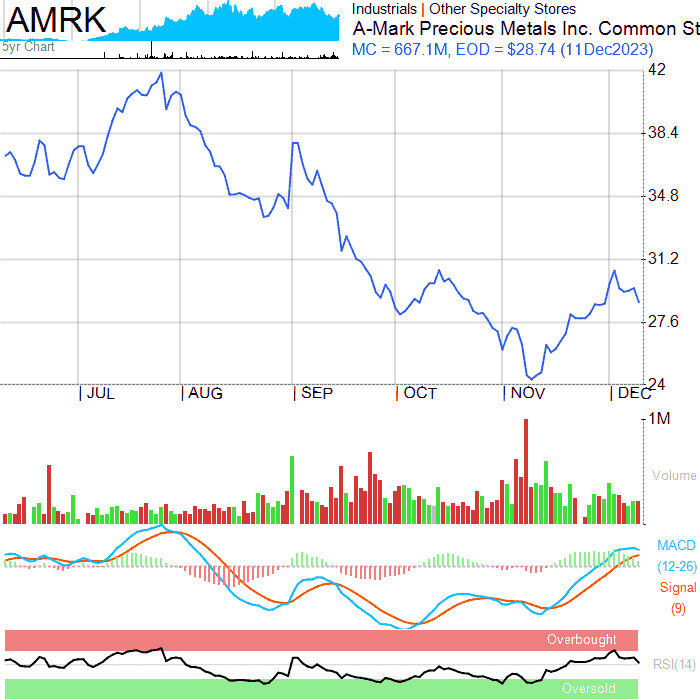 AMRK
5yr Chart
Industrials | Other Specialty Stores
A-Mark Precious Metals Inc. Common St
MC = 667.1M, EOD = $28.74 (11Dec2023)
42
38.4
34.8
31.2
27.6
24
JUL
AUG
SEP
OCT
NOV
DEC
1M
Volume
MACD
(12-26)
Signal
(9)
Overbought
RSI(14)
Oversold